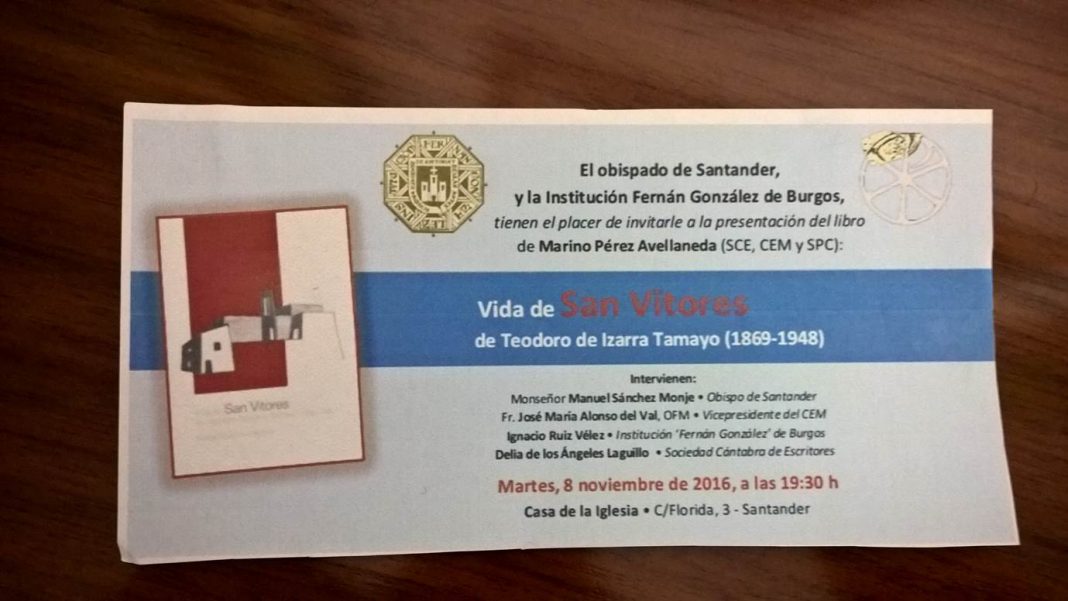 El obispado de Santander,
y la Institución Fernán González de Burgos,
tienen el placer de invitarle a la presentación del libro
de Marino Pérez Avellaneda (SCE, CEM y SPC):
Vida de San Vitores
de Teodoro de Izarra Tamayo (1869-1948)
San Vitores
Intervienen:
Monseñor Manuel Sánchez Monje • Obispo de Santander
Fr. José María Alonso del Val, OFM • Vicepresidente del CEM
Ignacio Ruiz Vélez • Institución 'Fernán González' de Burgos
Delia de los Ángeles Laguillo • Sociedad Cántabra de Escritores
Martes, 8 noviembre de 2016, a las 19:30 h
Casa de la Iglesia • C/Florida, 3 - Santander